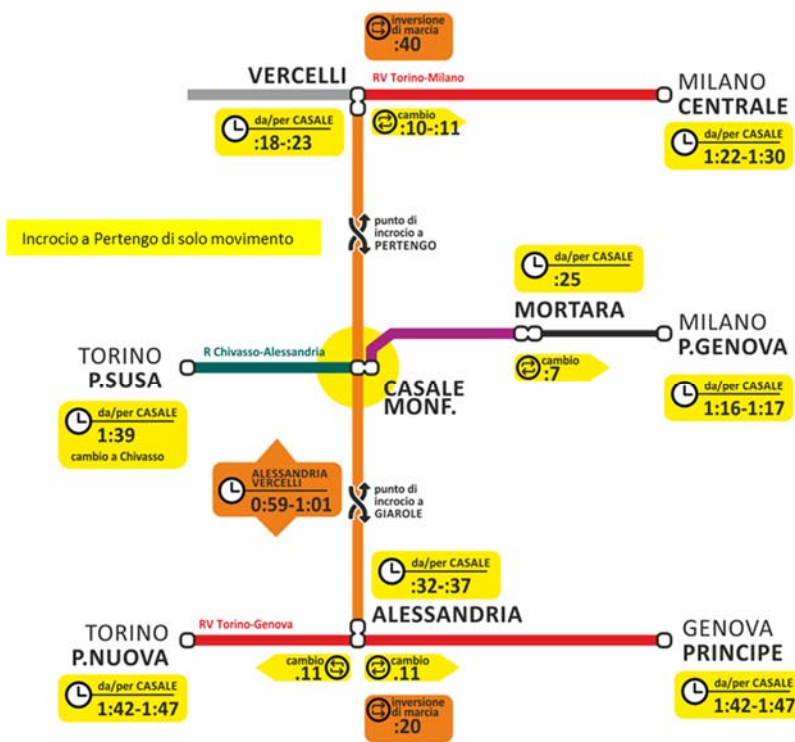 inversione
di marcia
:40
VERCELLI
RV Torino-Milano
MILANO
CENTRALE
da/per CASALE
:18-:23
cambio
:10-:11
da/per CASALE
1:22-1:30
Incrocio a Pertengo di solo movimento
punto di
incrocio a
PERTENGO
da/per CASALE
:25
MORTARA
MILANO
P.GENOVA
TORINO
P.SUSA
R Chivasso-Alessandria
cambio
:7
CASALE
MONF.
da/per CASALE
1:16-1:17
da/per CASALE
1:39
cambio a Chivasso
ALESSANDRIA
VERCELLI
0:59-1:01
punto di
incrocio a
GIAROLE
da/per CASALE
:32-:37
ALESSANDRIA
TORINO
P.NUOVA
RV Torino-Genova
GENOVA
PRINCIPE
cambio
.11
cambio
.11
da/per CASALE
1:42-1:47
da/per CASALE
1:42-1:47
inversione
di marcia
:20